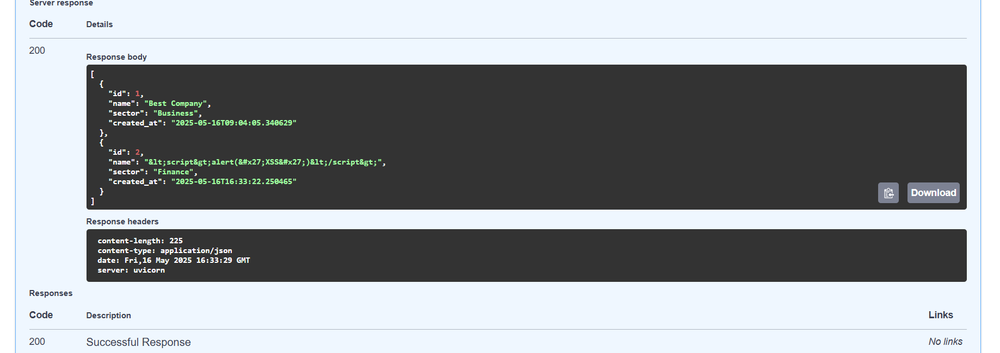 Server response
Code Details
200
Response body
[
  {
    "id": 1,
    "name": "Best Company",
    "sector": "Business",
    "created_at": "2025-05-16T09:04:05.340629"
  },
  {
    "id": 2,
    "name": "&lt;script&gt;alert(&#x27;XSS&#x27;)&lt;/script&gt;",
    "sector": "Finance",
    "created_at": "2025-05-16T16:33:22.250465"
  }
]
Download
Response headers
content-length: 225
content-type: application/json
date: Fri,16 May 2025 16:33:29 GMT
server: uvicorn
Responses
Code Description Links
200 Successful Response No links